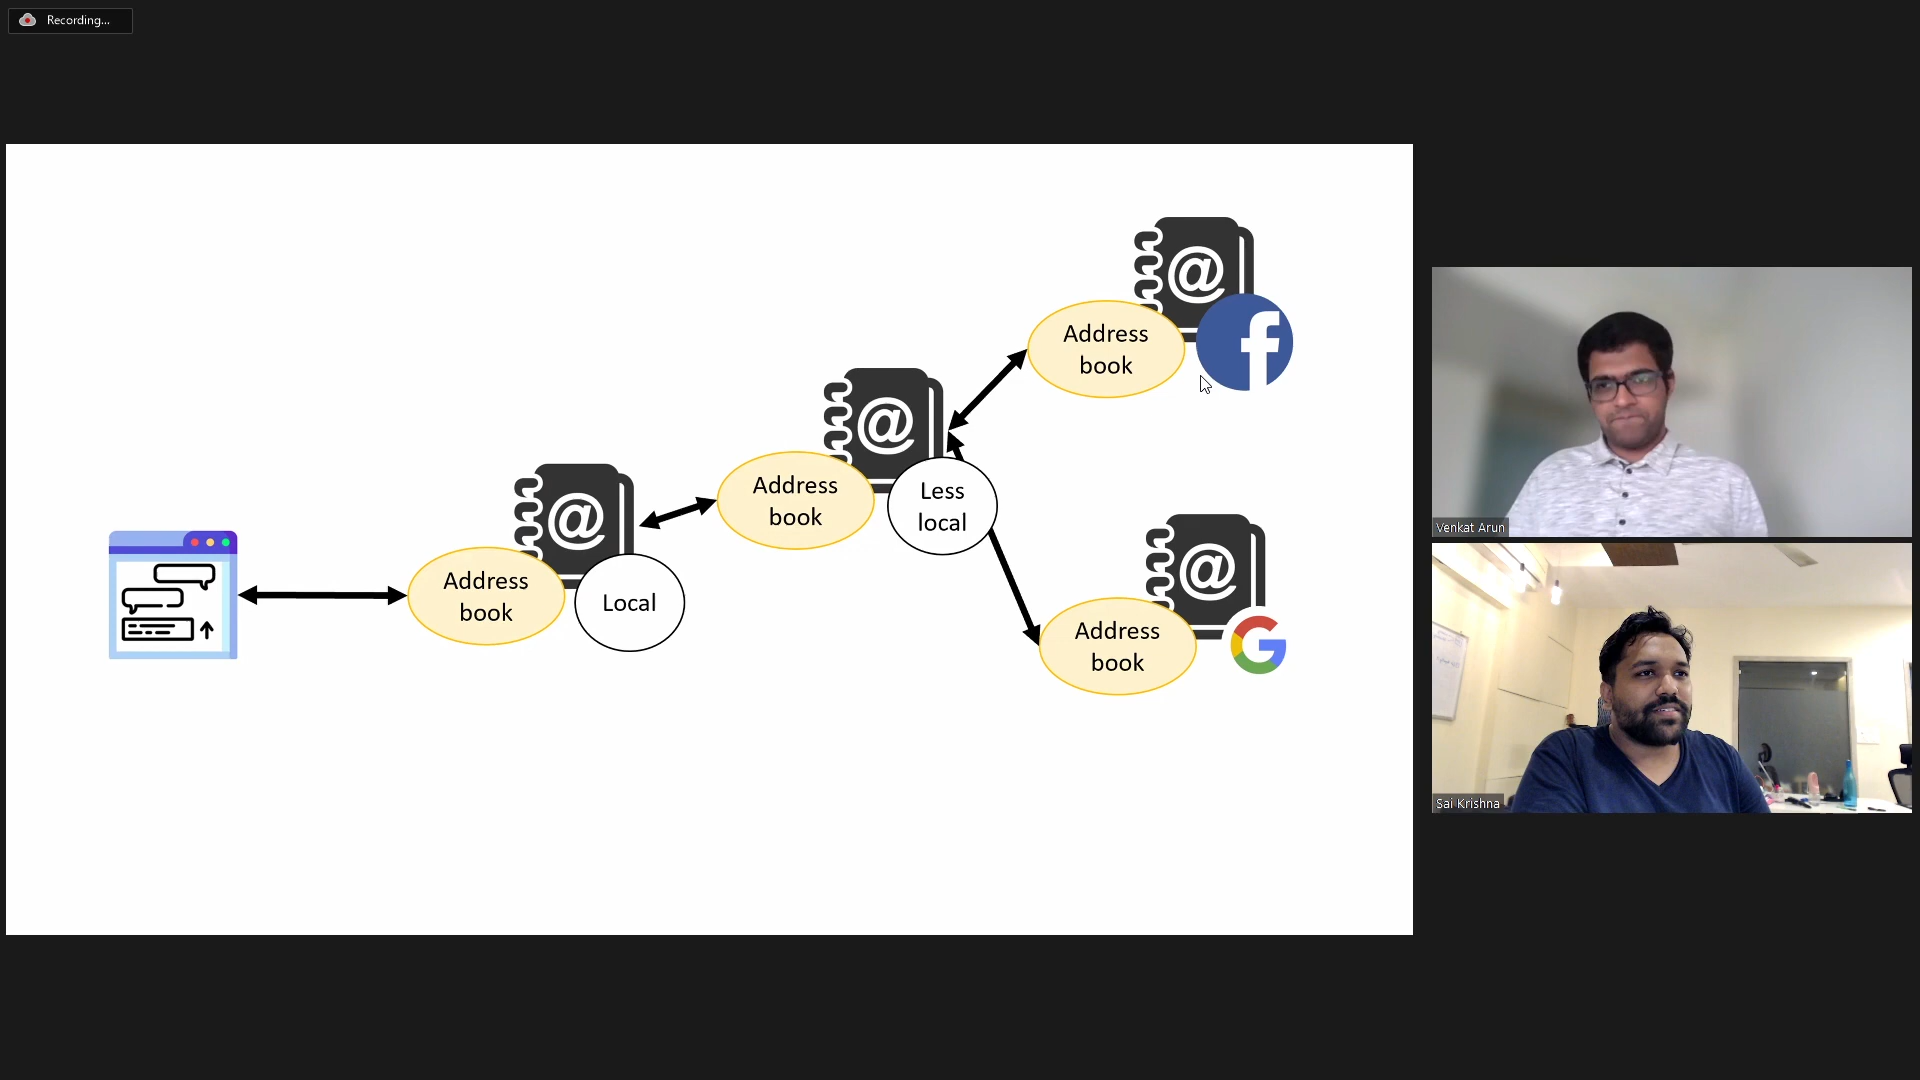 Recording...
Address
book
Less
local
Address
book
Address
book
Local
Address
book
Venkat Arun
Sai Krishna